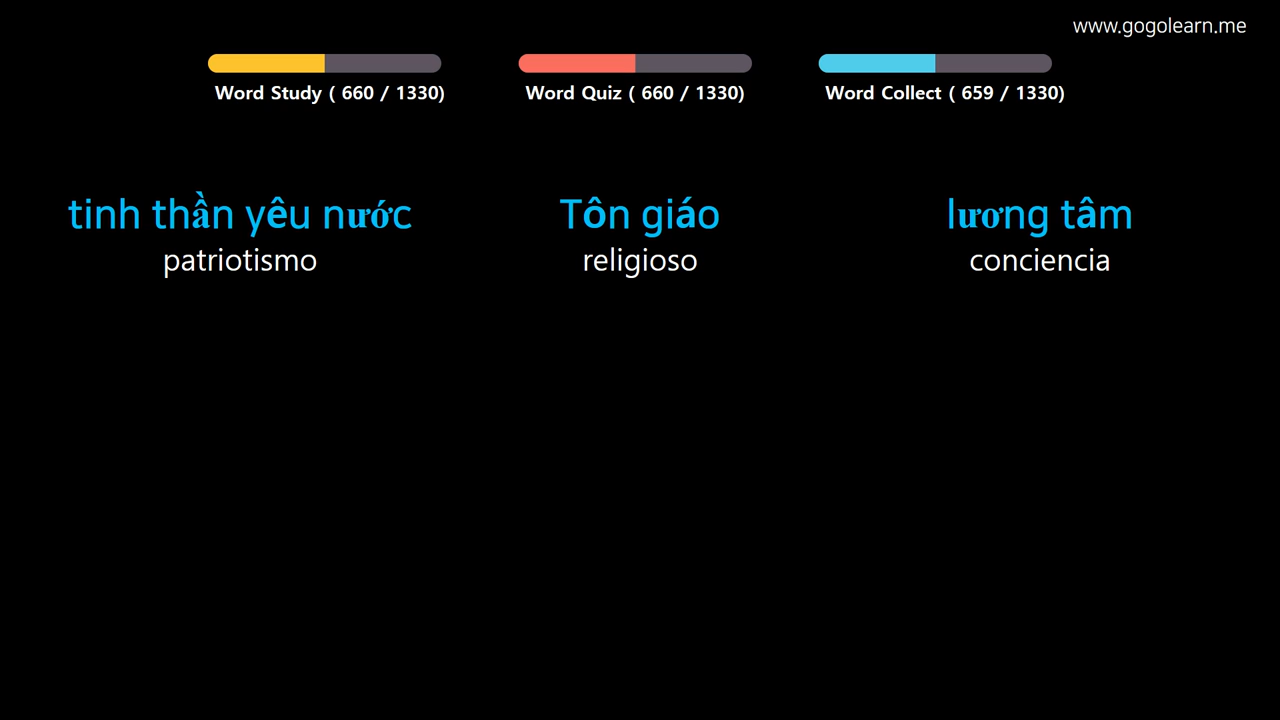 www.gogolearn.me
Word Study ( 660 / 1330)
Word Quiz ( 660 / 1330)
Word Collect ( 659 / 1330)
tinh thần yêu nước
patriotismo
Tôn giáo
religioso
lương tâm
conciencia